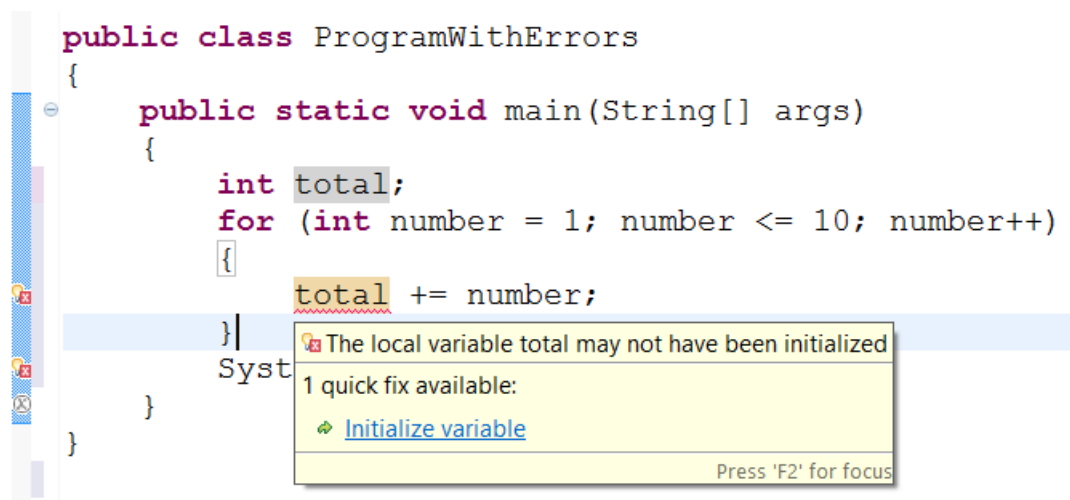 public class ProgramWithErrors
{
public static void main(String[] args)
{
int total;
for (int number = 1; number <= 10; number++)
{
total += number;
}
The local variable total may not have been initialized
Syst
1 quick fix available:
}
Initialize variable
}
Press 'F2' for focus